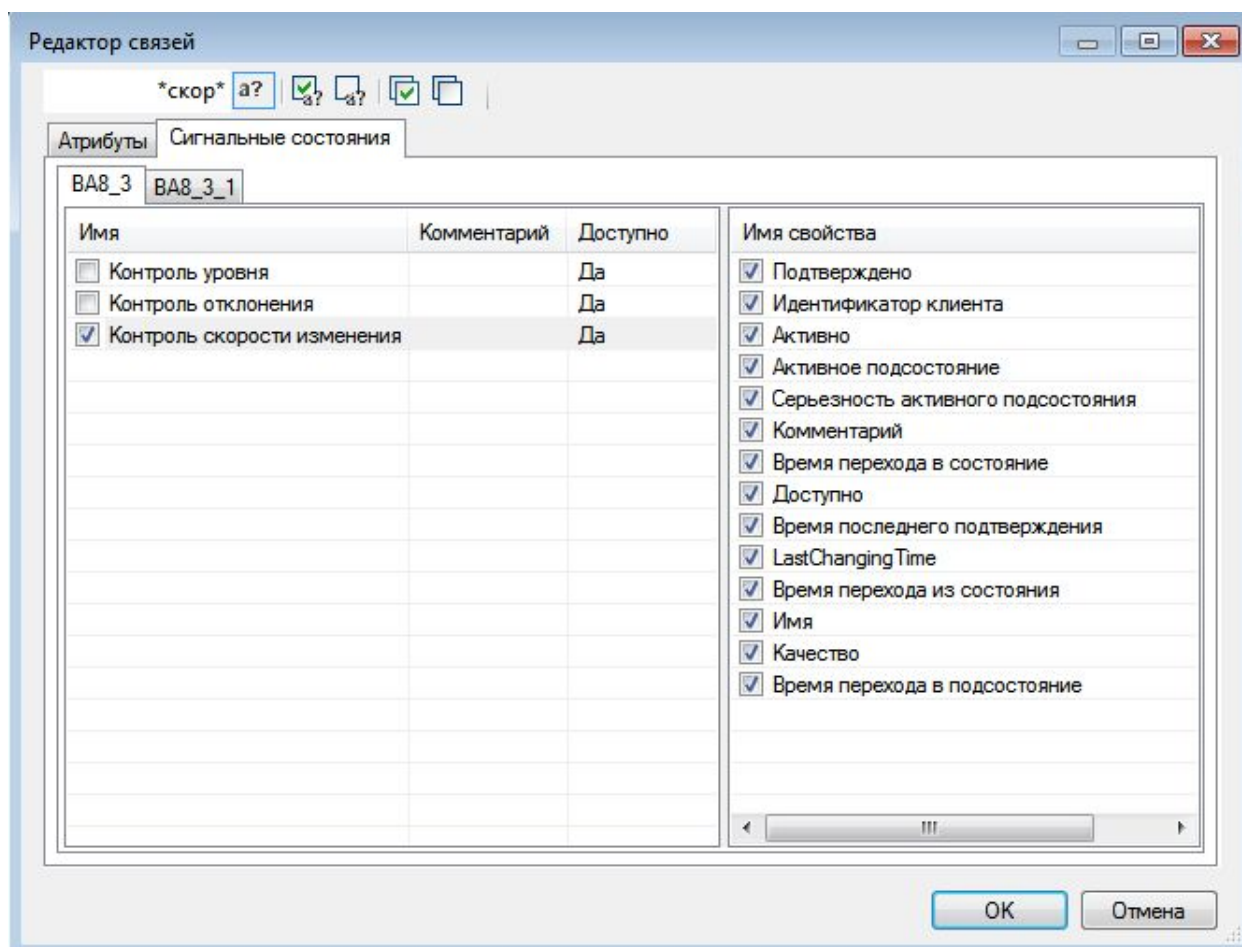 Редактор связей
*скор* a? a? a?
Атрибуты Сигнальные состояния
BA8_3 BA8_3_1
Имя Комментарий Доступно Имя свойства
Контроль уровня Да Подтверждено
Контроль отклонения Да Идентификатор клиента
Контроль скорости изменения Да Активно
Активное подсостояние
Серьезность активного подсостояния
Комментарий
Время перехода в состояние
Доступно
Время последнего подтверждения
LastChangingTime
Время перехода из состояния
Имя
Качество
Время перехода в подсостояние
OK Отмена